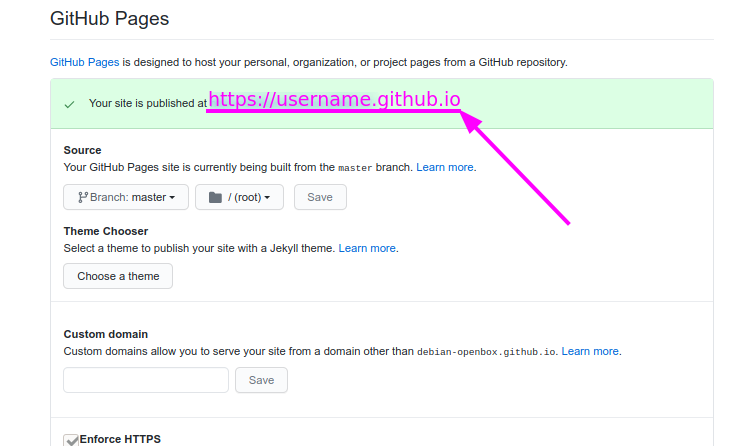 GitHub Pages
GitHub Pages is designed to host your personal, organization, or project pages from a GitHub repository.
Your site is published at https://username.github.io
Source
Your GitHub Pages site is currently being built from the master branch. Learn more.
Branch: master / (root) Save
Theme Chooser
Select a theme to publish your site with a Jekyll theme. Learn more.
Choose a theme
Custom domain
Custom domains allow you to serve your site from a domain other than debian-openbox.github.io. Learn more.
Save
Enforce HTTPS